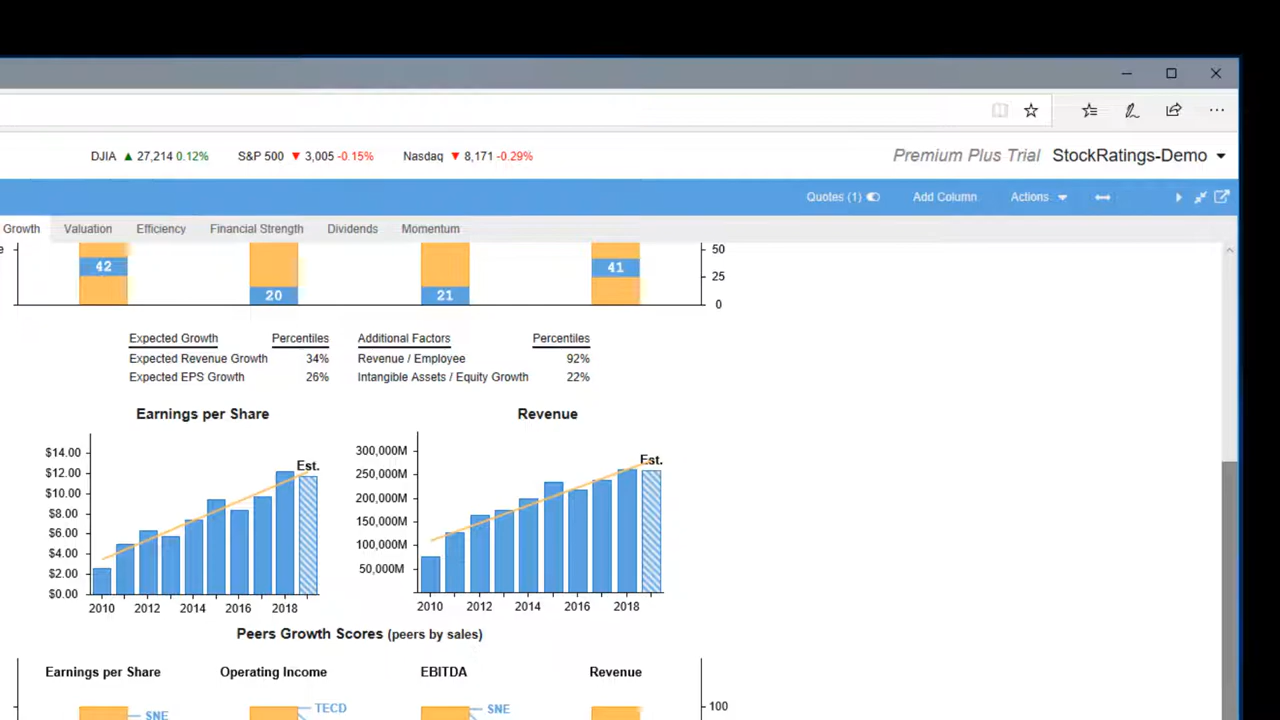 DJIA ▲ 27,214 0.12% S&P 500 ▼ 3,005 -0.15% Nasdaq ▼ 8,171 -0.29% Premium Plus Trial StockRatings-Demo
Quotes (1) Add Column Actions
Growth Valuation Efficiency Financial Strength Dividends Momentum
50
42 41 25
20 21 0
Expected Growth Percentiles Additional Factors Percentiles
Expected Revenue Growth 34% Revenue / Employee 92%
Expected EPS Growth 26% Intangible Assets / Equity Growth 22%
Earnings per Share Revenue
$14.00
$12.00
$10.00
$8.00
$6.00
$4.00
$2.00
$0.00
Est.
2010 2012 2014 2016 2018
300,000M
250,000M
200,000M
150,000M
100,000M
50,000M
Est.
2010 2012 2014 2016 2018
Peers Growth Scores (peers by sales)
Earnings per Share Operating Income EBITDA Revenue
SNE TECD SNE 100